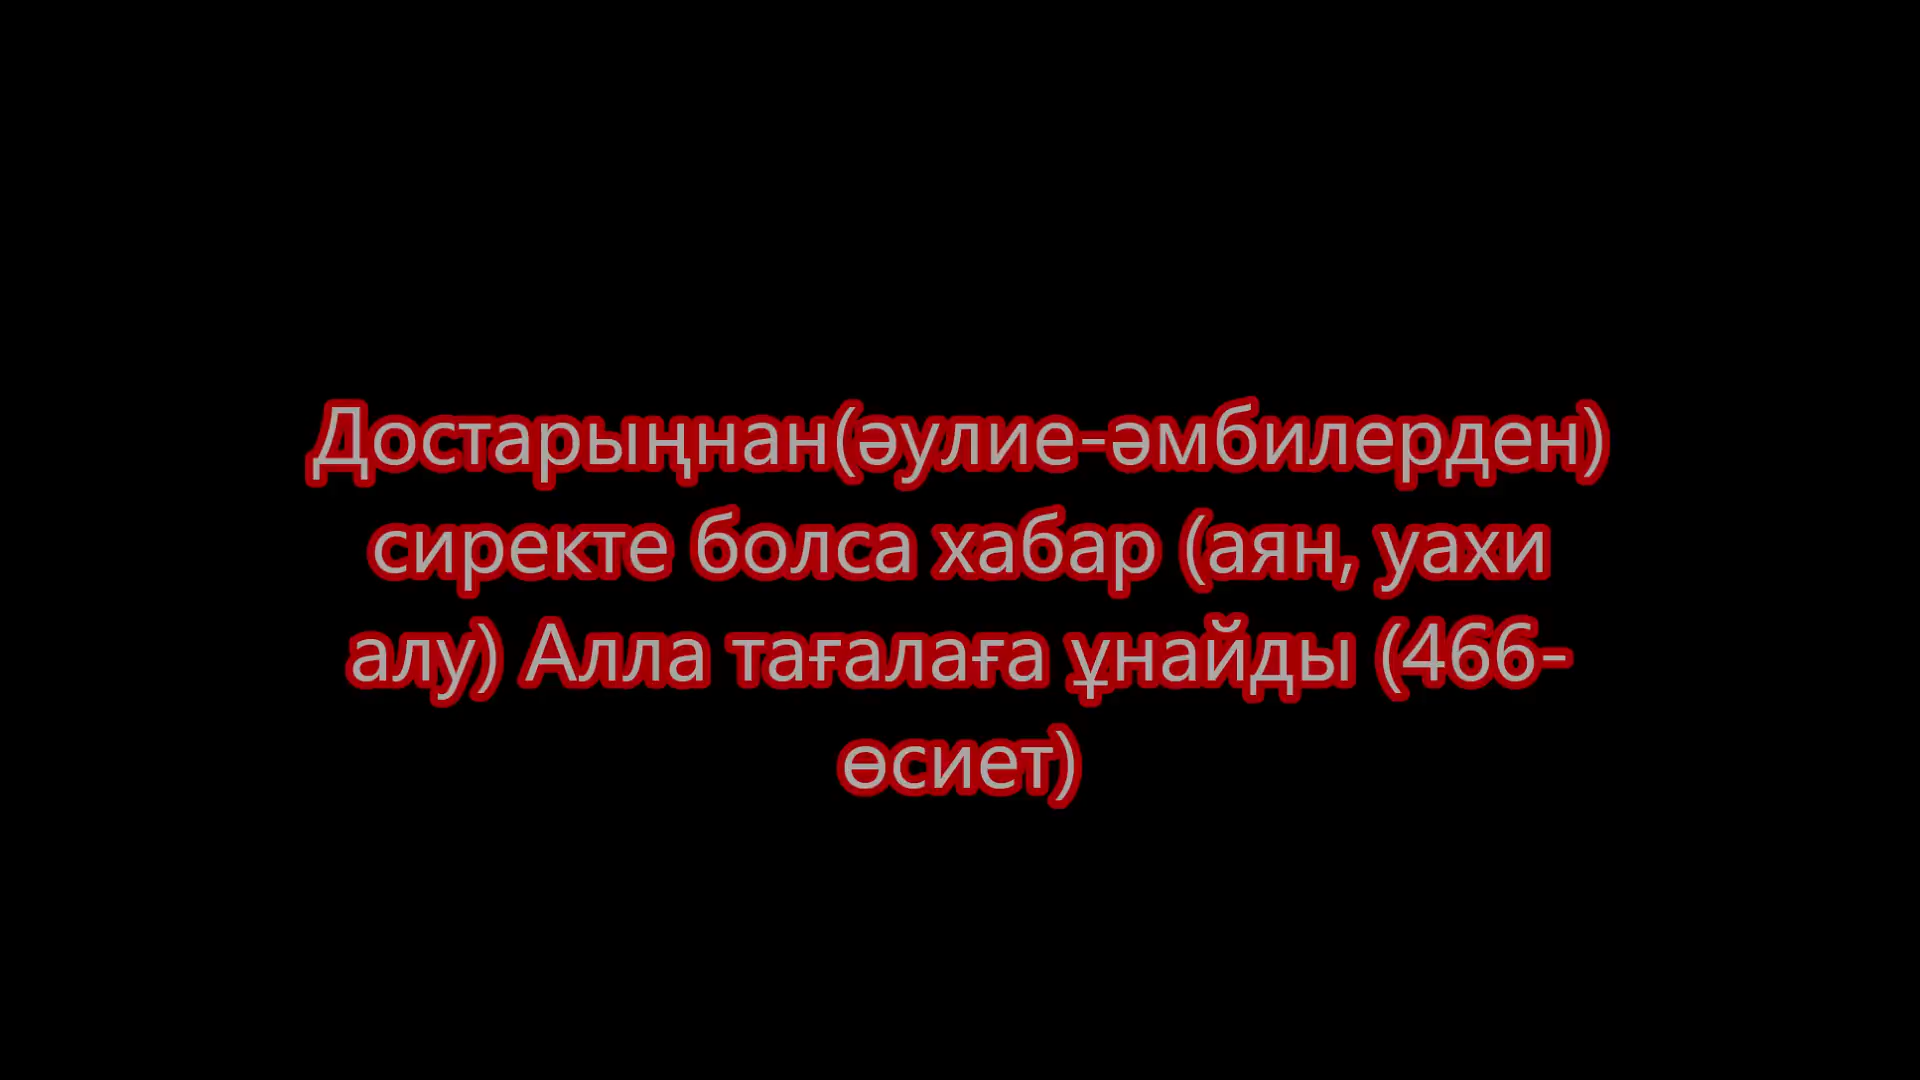 Достарыңнан(әулие-әмбилерден)
сиректе болса хабар (аян, уахи
алу) Алла тағалаға ұнайды (466-
өсиет)